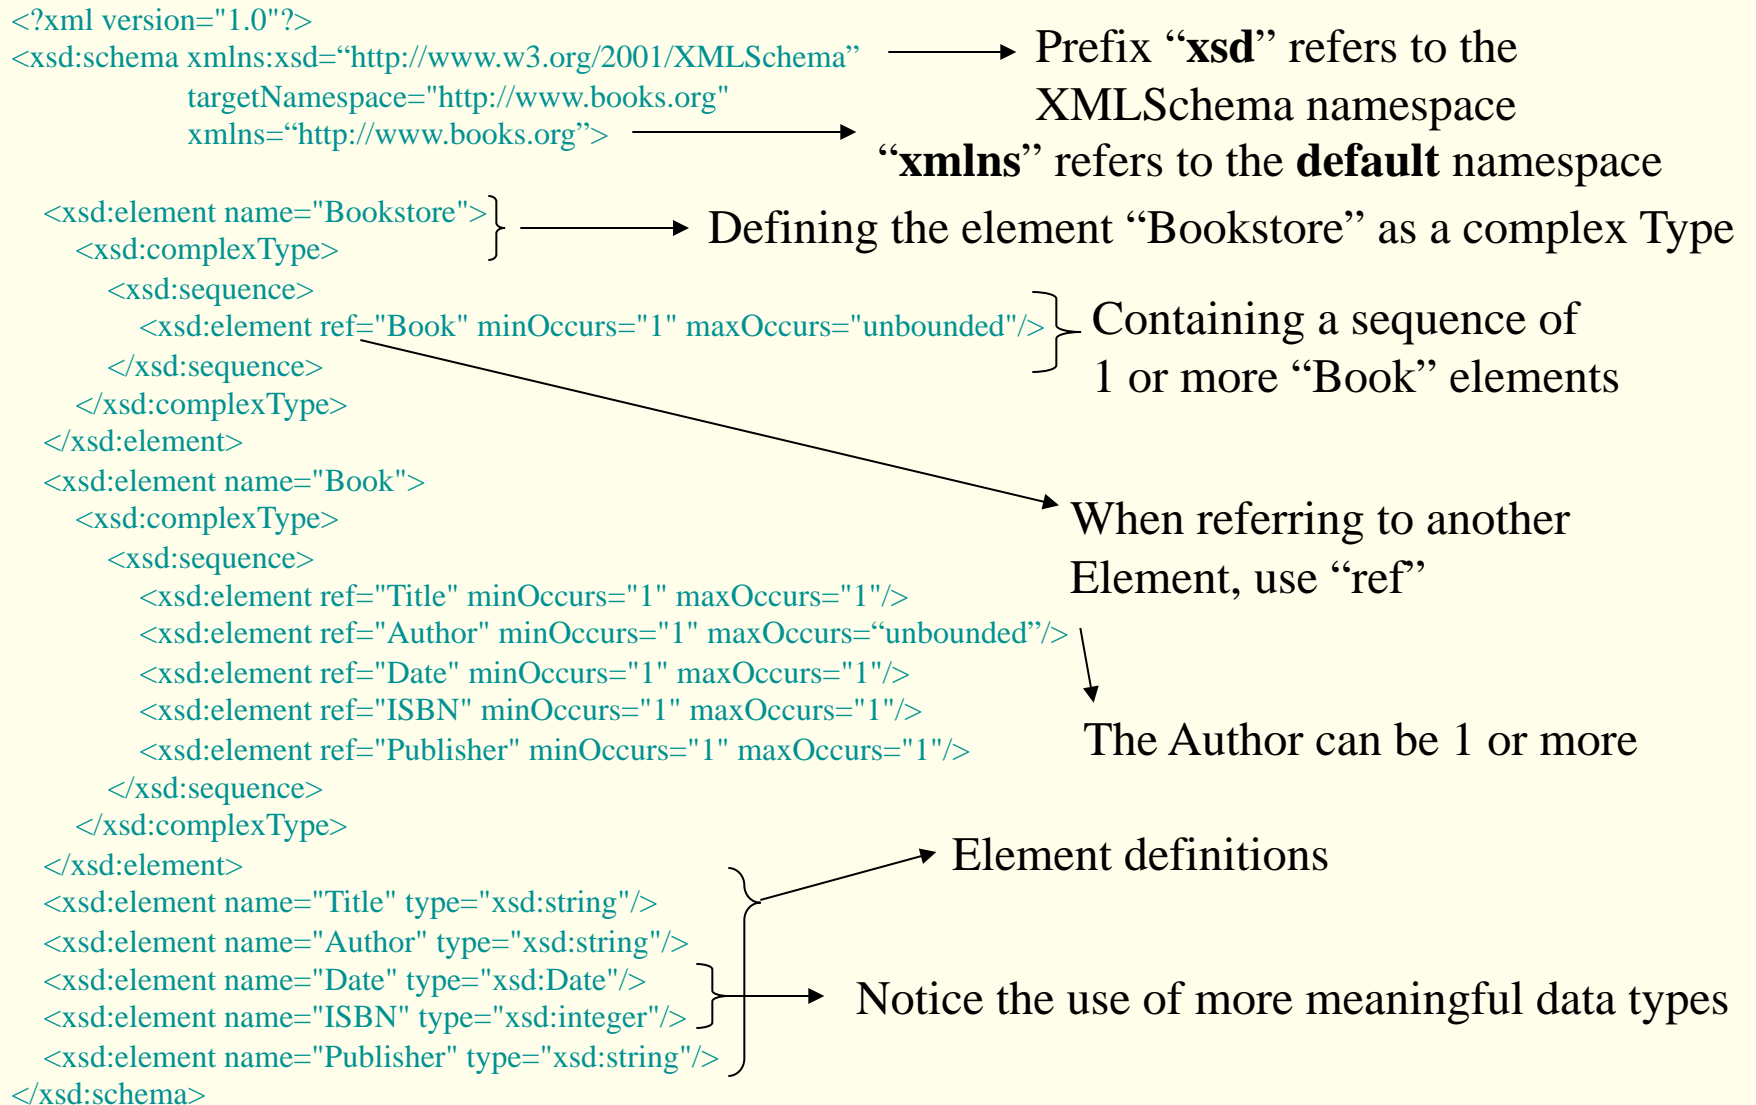 <?xml version="1.0"?>
<xsd:schema xmlns:xsd=“http://www.w3.org/2001/XMLSchema”
targetNamespace="http://www.books.org"
xmlns=“http://www.books.org”>
Prefix “xsd” refers to the
XMLSchema namespace
“xmlns” refers to the default namespace
<xsd:element name="Bookstore">
<xsd:complexType>
Defining the element “Bookstore” as a complex Type
<xsd:sequence>
<xsd:element ref="Book" minOccurs="1" maxOccurs="unbounded"/>
</xsd:sequence>
Containing a sequence of
1 or more “Book” elements
</xsd:complexType>
</xsd:element>
<xsd:element name="Book">
<xsd:complexType>
<xsd:sequence>
When referring to another
Element, use “ref”
<xsd:element ref="Title" minOccurs="1" maxOccurs="1"/>
<xsd:element ref="Author" minOccurs="1" maxOccurs=“unbounded”/>
<xsd:element ref="Date" minOccurs="1" maxOccurs="1"/>
<xsd:element ref="ISBN" minOccurs="1" maxOccurs="1"/>
<xsd:element ref="Publisher" minOccurs="1" maxOccurs="1"/>
The Author can be 1 or more
</xsd:sequence>
</xsd:complexType>
</xsd:element>
Element definitions
<xsd:element name="Title" type="xsd:string"/>
<xsd:element name="Author" type="xsd:string"/>
<xsd:element name="Date" type="xsd:Date"/>
<xsd:element name="ISBN" type="xsd:integer"/>
Notice the use of more meaningful data types
<xsd:element name="Publisher" type="xsd:string"/>
</xsd:schema>